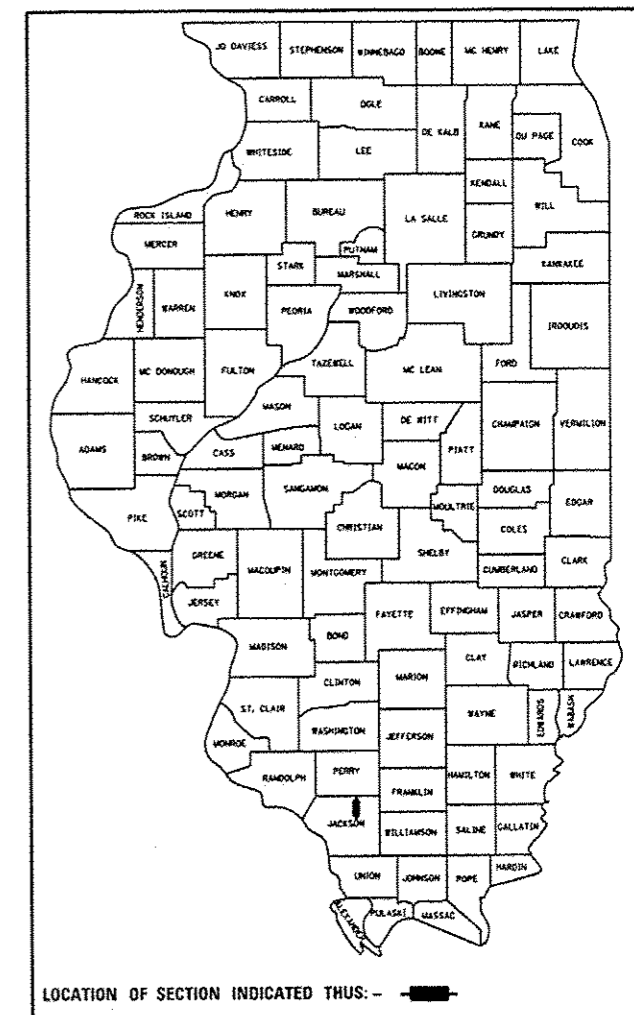 JO DAVIESS
STEPHENSON
WINNEBAGO
BOONE
MC HENRY
LAKE
CARROLL
OGLE
DE KALB
KANE
DU PAGE
COOK
WHITESIDE
LEE
KENDALL
WILL
ROCK ISLAND
HENRY
BUREAU
LA SALLE
GRUNDY
MERCER
PUTNAM
KANKAKEE
STARK
MARSHALL
HENDERSON
WARREN
KNOX
PEORIA
WOODFORD
LIVINGSTON
IROQUOIS
HANCOCK
MC DONOUGH
FULTON
TAZEWELL
MC LEAN
FORD
SCHUYLER
MASON
LOGAN
DE WITT
CHAMPAIGN
VERMILION
ADAMS
BROWN
CASS
MENARD
MACON
PIATT
PIKE
SCOTT
MORGAN
SANGAMON
CHRISTIAN
MOULTRIE
DOUGLAS
EDGAR
COLES
GREENE
MACOUPIN
MONTGOMERY
SHELBY
CUMBERLAND
CLARK
CALHOUN
JERSEY
FAYETTE
EFFINGHAM
JASPER
CRAWFORD
MADISON
BOND
CLAY
RICHLAND
LAWRENCE
CLINTON
MARION
ST. CLAIR
WAYNE
EDWARDS
WABASH
MONROE
WASHINGTON
JEFFERSON
RANDOLPH
PERRY
HAMILTON
WHITE
FRANKLIN
JACKSON
WILLIAMSON
SALINE
GALLATIN
UNION
JOHNSON
POPE
HARDIN
ALEXANDER
PULASKI
MASSAC
LOCATION OF SECTION INDICATED THUS: -